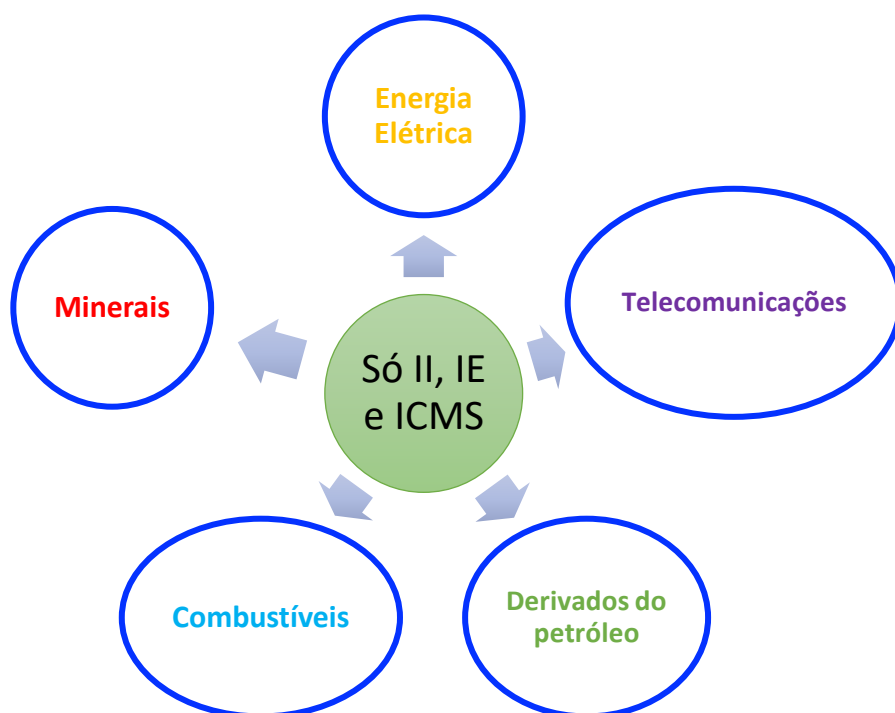 Energia
Elétrica
Minerais
Telecomunicações
Só II, IE
e ICMS
Combustíveis
Derivados do
petróleo